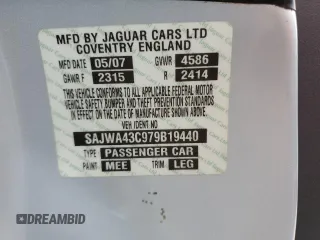 MFD BY JAGUAR CARS LTD
COVENTRY ENGLAND
MFD DATE 05/07 GVWR 4586
GAWR F 2315 R 2414
THIS VEHICLE CONFORMS TO ALL APPLICABLE FEDERAL MOTOR
VEHICLE SAFETY BUMPER AND THEFT PREVENTION STANDARDS
IN EFFECT ON THE DATE OF MANUFACTURE SHOWN ABOVE
VEH IDENT NO
SAJWA43C979B19440
TYPE PASSENGER CAR
PAINT MEE TRIM LEG
DREAMBID